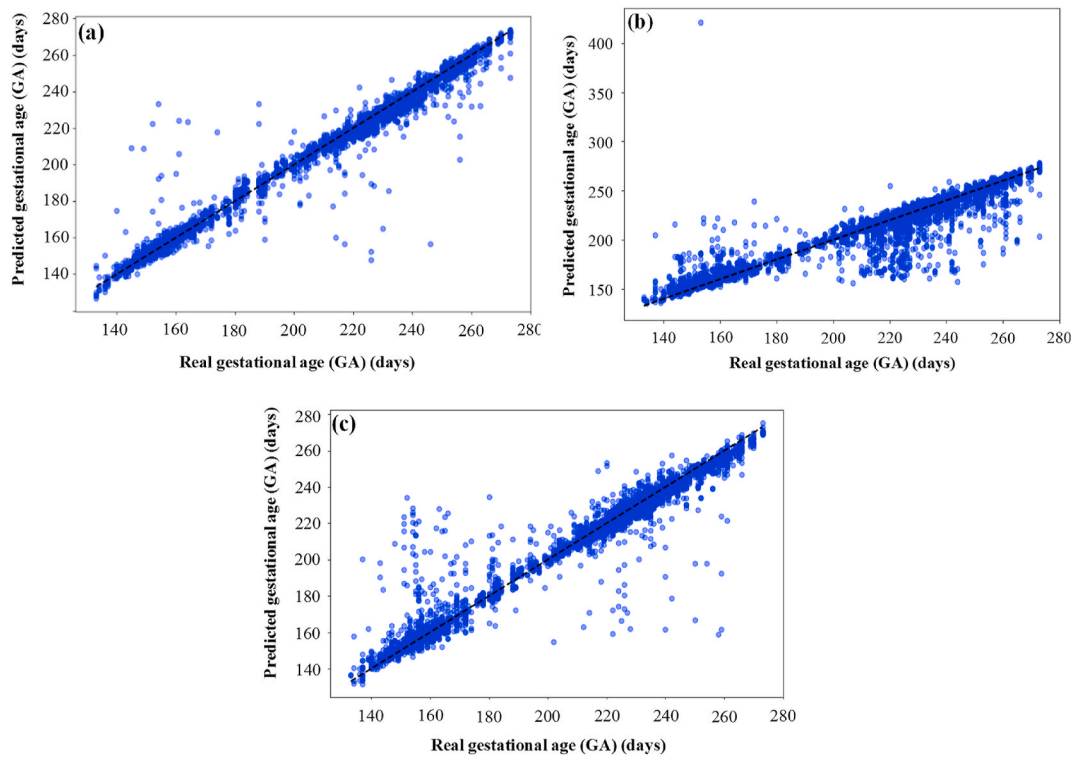 (a)
Predicted gestational age (GA) (days)
280
260
240
220
200
180
160
140
140 160 180 200 220 240 260 280
Real gestational age (GA) (days)
(b)
Predicted gestational age (GA) (days)
400
350
300
250
200
150
140 160 180 200 220 240 260 280
Real gestational age (GA) (days)
(c)
Predicted gestational age (GA) (days)
280
260
240
220
200
180
160
140
140 160 180 200 220 240 260 280
Real gestational age (GA) (days)